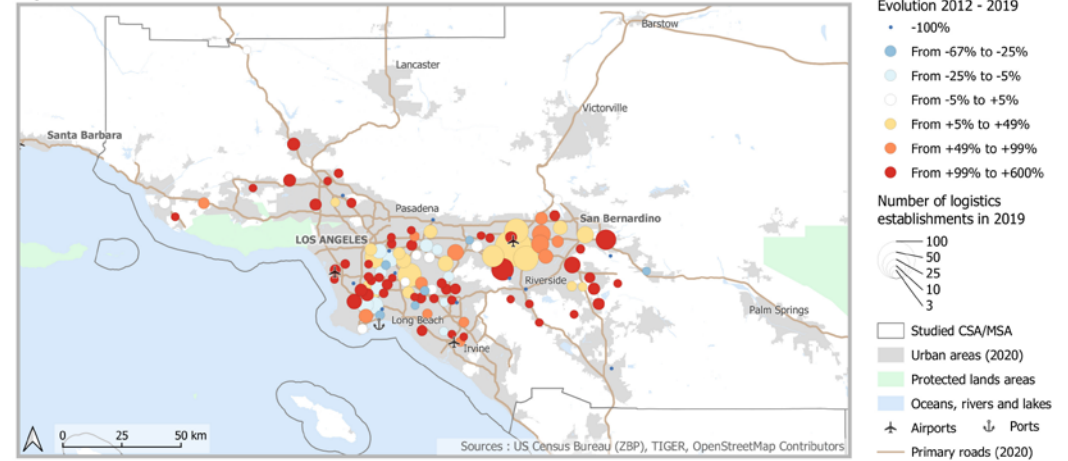 Evolution 2012 - 2019
-100%
From -67% to -25%
From -25% to -5%
From -5% to +5%
From +5% to +49%
From +49% to +99%
From +99% to +600%
Number of logistics
establishments in 2019
100
50
25
10
3
Studied CSA/MSA
Urban areas (2020)
Protected lands areas
Oceans, rivers and lakes
Airports
Ports
Primary roads (2020)
Barstow
Lancaster
Victorville
Santa Barbara
Pasadena
San Bernardino
LOS ANGELES
Riverside
Palm Springs
Long Beach
Irvine
0 25 50 km
Sources : US Census Bureau (ZBP), TIGER, OpenStreetMap Contributors